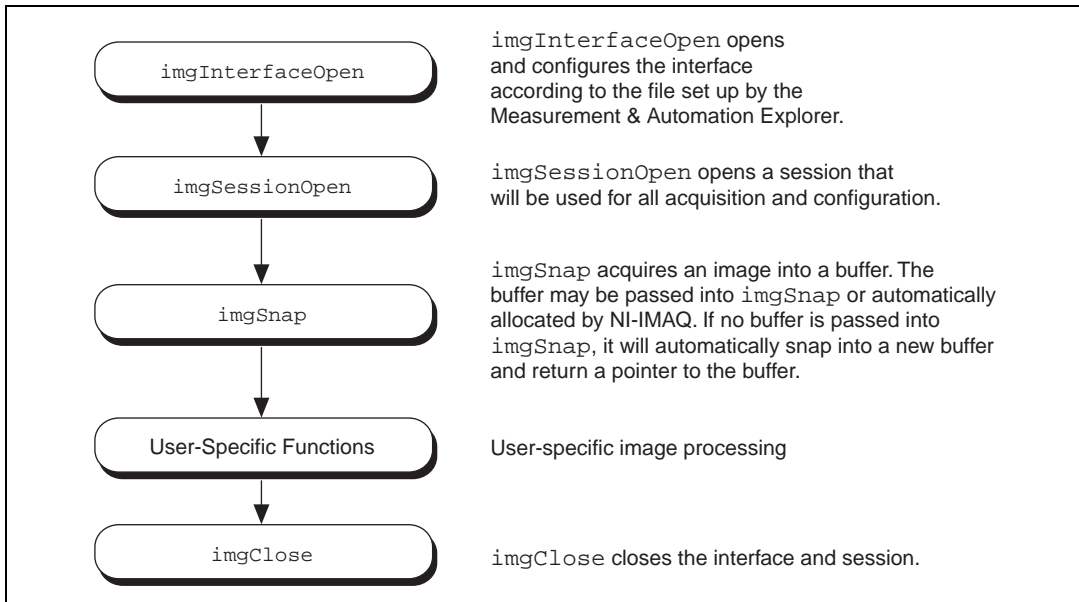 imgInterfaceOpen
imgInterfaceOpen opens
and configures the interface
according to the file set up by the
Measurement & Automation Explorer.
imgSessionOpen
imgSessionOpen opens a session that
will be used for all acquisition and configuration.
imgSnap
imgSnap acquires an image into a buffer. The
buffer may be passed into imgSnap or automatically
allocated by NI-IMAQ. If no buffer is passed into
imgSnap, it will automatically snap into a new buffer
and return a pointer to the buffer.
User-Specific Functions
User-specific image processing
imgClose
imgClose closes the interface and session.